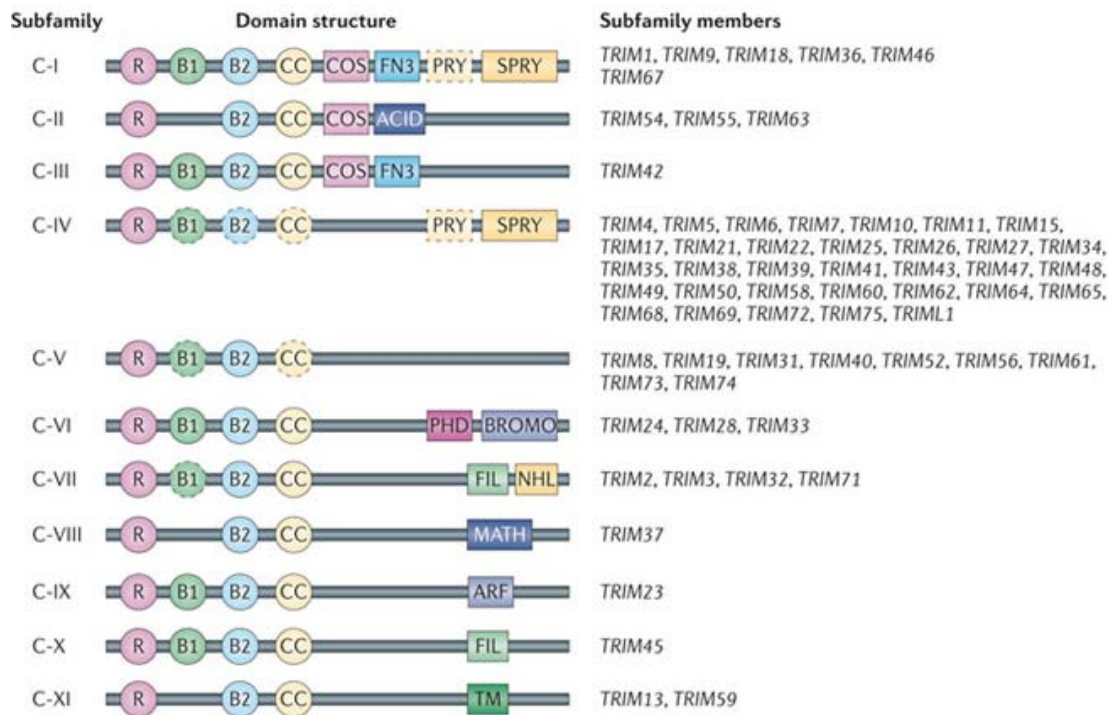 Subfamily Domain structure Subfamily members
C-I R B1 B2 CC COS FN3 PRY SPRY TRIM1, TRIM9, TRIM18, TRIM36, TRIM46
TRIM67
C-II R B2 CC COS ACID TRIM54, TRIM55, TRIM63
C-III R B1 B2 CC COS FN3 TRIM42
C-IV R B1 B2 CC PRY SPRY TRIM4, TRIM5, TRIM6, TRIM7, TRIM10, TRIM11, TRIM15,
TRIM17, TRIM21, TRIM22, TRIM25, TRIM26, TRIM27, TRIM34,
TRIM35, TRIM38, TRIM39, TRIM41, TRIM43, TRIM47, TRIM48,
TRIM49, TRIM50, TRIM58, TRIM60, TRIM62, TRIM64, TRIM65,
TRIM68, TRIM69, TRIM72, TRIM75, TRIML1
C-V R B1 B2 CC TRIM8, TRIM19, TRIM31, TRIM40, TRIM52, TRIM56, TRIM61,
TRIM73, TRIM74
C-VI R B1 B2 CC PHD BROMO TRIM24, TRIM28, TRIM33
C-VII R B1 B2 CC FIL NHL TRIM2, TRIM3, TRIM32, TRIM71
C-VIII R B2 CC MATH TRIM37
C-IX R B1 B2 CC ARF TRIM23
C-X R B1 B2 CC FIL TRIM45
C-XI R B2 CC TM TRIM13, TRIM59